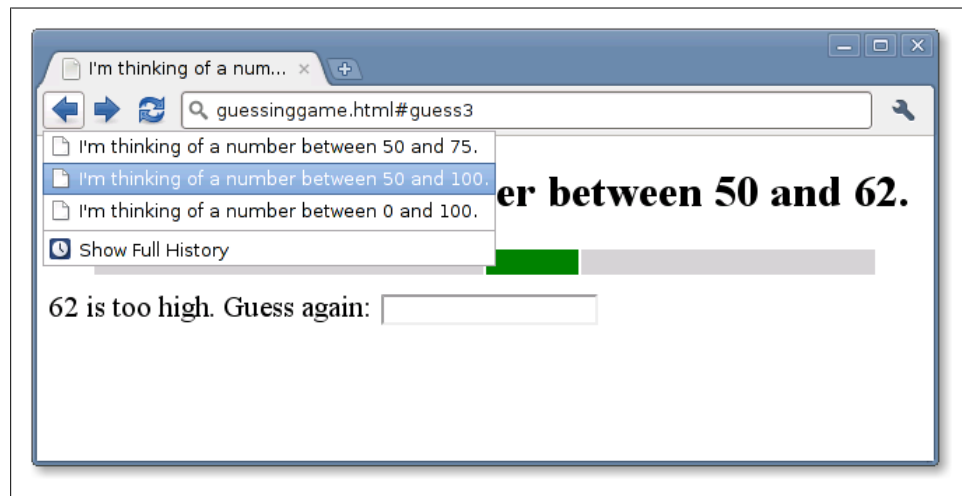 I'm thinking of a num...
guessinggame.html#guess3
I'm thinking of a number between 50 and 75.
I'm thinking of a number between 50 and 100.
er between 50 and 62.
I'm thinking of a number between 0 and 100.
Show Full History
62 is too high. Guess again: